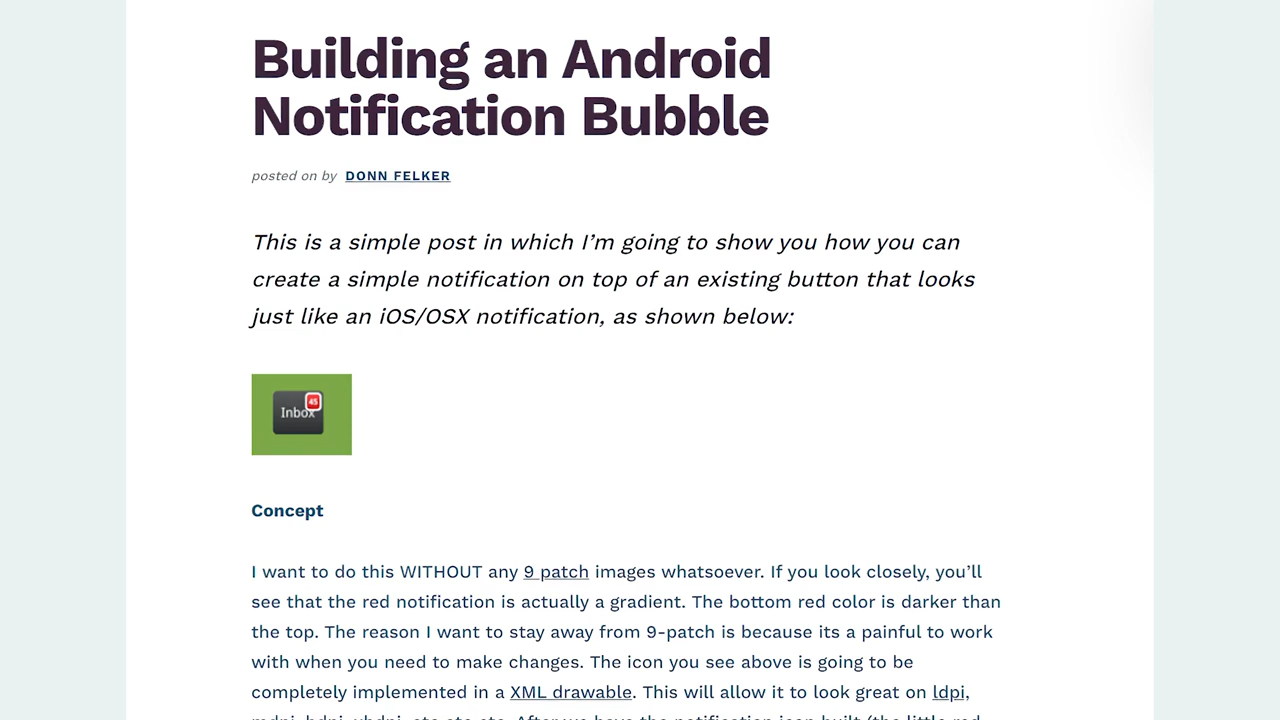 Building an Android
Notification Bubble
posted on by DONN FELKER
This is a simple post in which I’m going to show you how you can
create a simple notification on top of an existing button that looks
just like an iOS/OSX notification, as shown below:
45
Inbox
Concept
I want to do this WITHOUT any 9 patch images whatsoever. If you look closely, you’ll
see that the red notification is actually a gradient. The bottom red color is darker than
the top. The reason I want to stay away from 9-patch is because its a painful to work
with when you need to make changes. The icon you see above is going to be
completely implemented in a XML drawable. This will allow it to look great on ldpi,